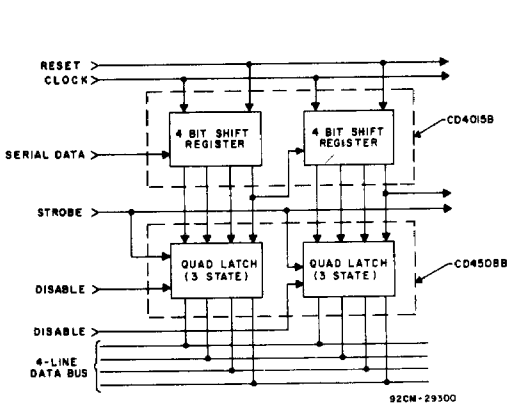 RESET
CLOCK
4 BIT SHIFT
REGISTER
4 BIT SHIFT
REGISTER
CD4015B
SERIAL DATA
STROBE
QUAD LATCH
(3 STATE)
QUAD LATCH
(3 STATE)
CD4508B
DISABLE
DISABLE
4-LINE
DATA BUS
92CM-29300